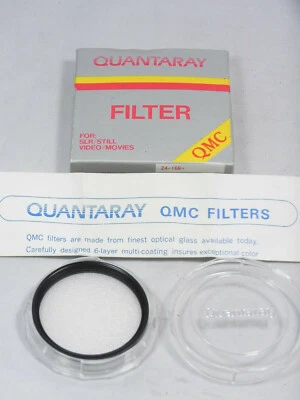 QUANTARAY
FILTER
FOR:
SLR/STILL
VIDEO/MOVIES
QMC
QUANTARAY QMC FILTERS
QMC filters are made from finest optical glass available today.
Carefully designed 6-layer multi-coating insures exceptional color
Quantaray